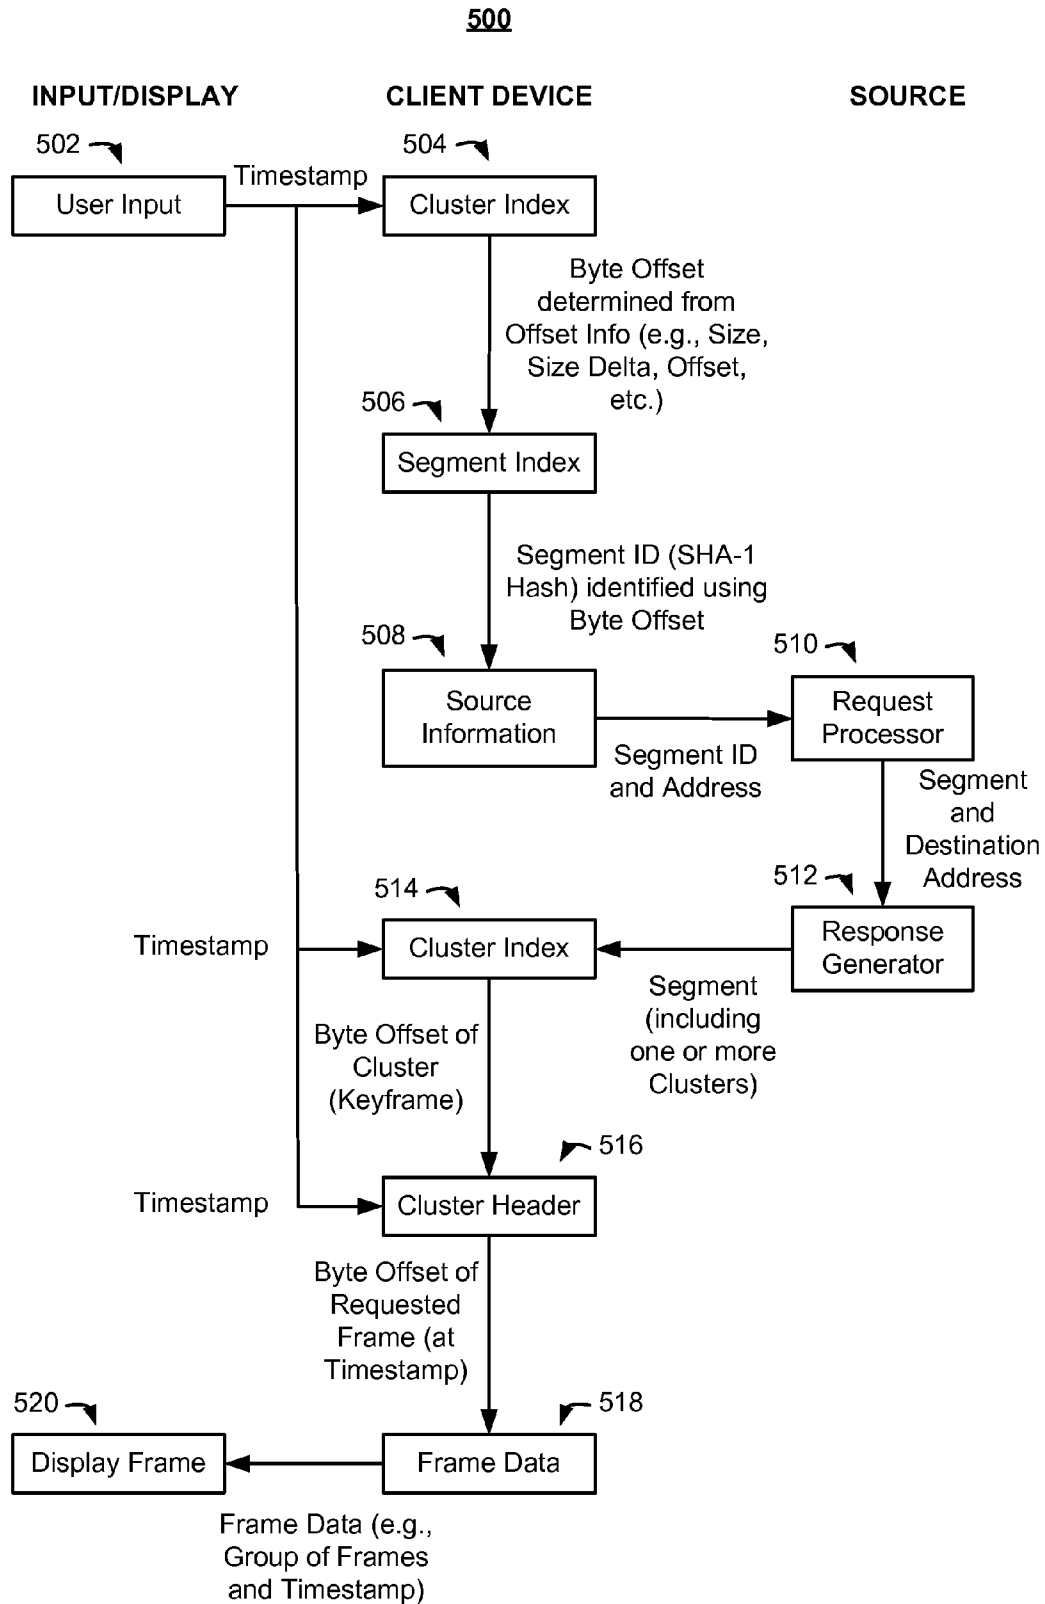 500
INPUT/DISPLAY
CLIENT DEVICE
SOURCE
502
504
User Input
Timestamp
Cluster Index
Byte Offset
determined from
Offset Info (e.g., Size,
Size Delta, Offset,
etc.)
506
Segment Index
Segment ID (SHA-1
Hash) identified using
Byte Offset
508
510
Source
Information
Segment ID
and Address
Request
Processor
Segment
and
Destination
Address
512
514
Timestamp
Cluster Index
Response
Generator
Segment
(including
one or more
Clusters)
Byte Offset of
Cluster
(Keyframe)
516
Timestamp
Cluster Header
Byte Offset of
Requested
Frame (at
Timestamp)
518
520
Display Frame
Frame Data
Frame Data (e.g.,
Group of Frames
and Timestamp)